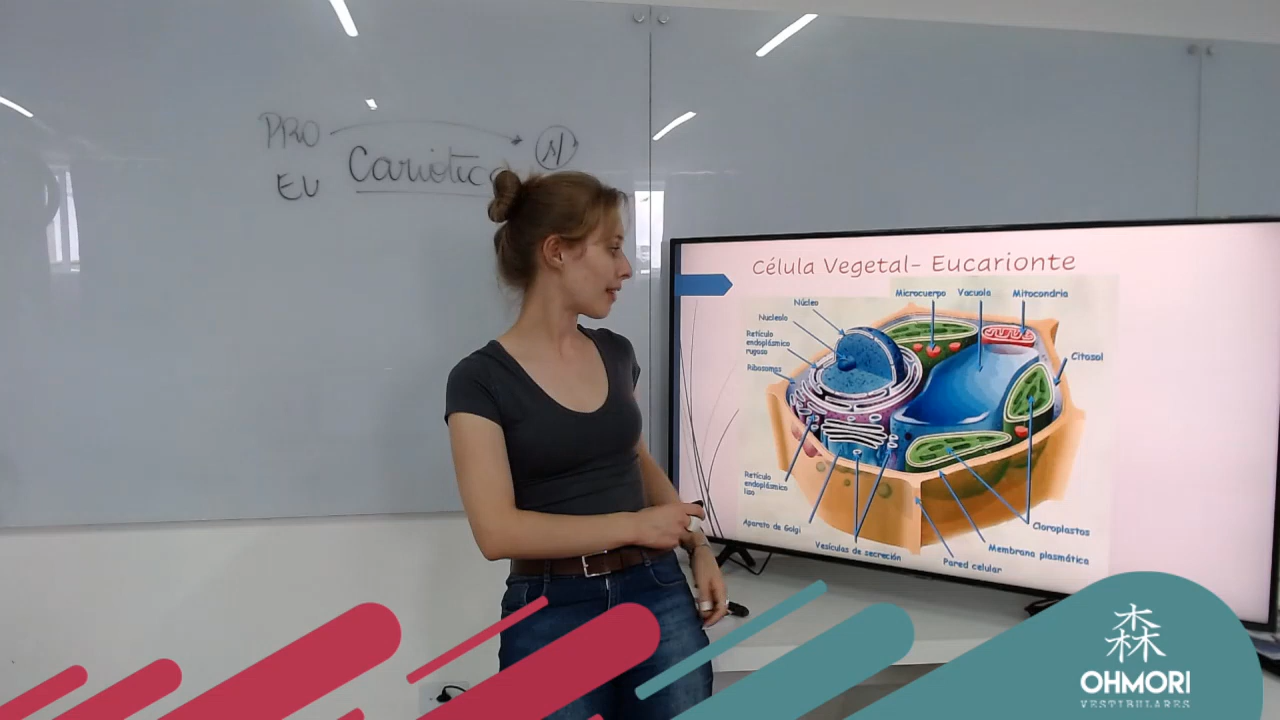 PRO
s/
EU
Cariótic
Célula Vegetal- Eucarionte
Microcuerpo
Vacuola
Mitocondria
Núcleo
Nucleolo
Retículo
endoplásmico
rugoso
Ribosomas
Citosol
Retículo
endoplásmico
liso
Aparato de Golgi
Vesículas de secreción
Cloroplastos
Membrana plasmática
Pared celular
森
OHMORI
VESTIBULARES